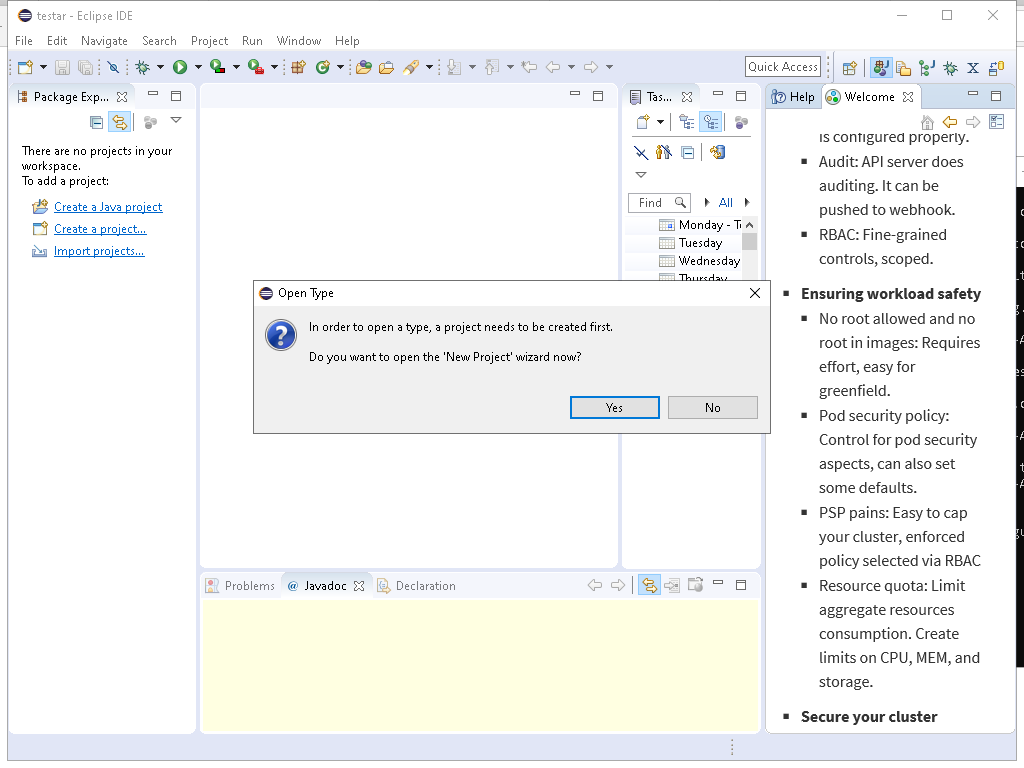 testar - Eclipse IDE
File Edit Navigate Search Project Run Window Help
Quick Access
Package Exp...
There are no projects in your
workspace.
To add a project:
Create a Java project
Create a project...
Import projects...
Tas...
Find
All
Monday - T
Tuesday
Wednesday
Thursday
Open Type
In order to open a type, a project needs to be created first.
Do you want to open the 'New Project' wizard now?
Yes
No
Problems
@ Javadoc
Declaration
Help
Welcome
is configured properly.
Audit: API server does
auditing. It can be
pushed to webhook.
RBAC: Fine-grained
controls, scoped.
Ensuring workload safety
No root allowed and no
root in images: Requires
effort, easy for
greenfield.
Pod security policy:
Control for pod security
aspects, can also set
some defaults.
PSP pains: Easy to cap
your cluster, enforced
policy selected via RBAC
Resource quota: Limit
aggregate resources
consumption. Create
limits on CPU, MEM, and
storage.
Secure your cluster